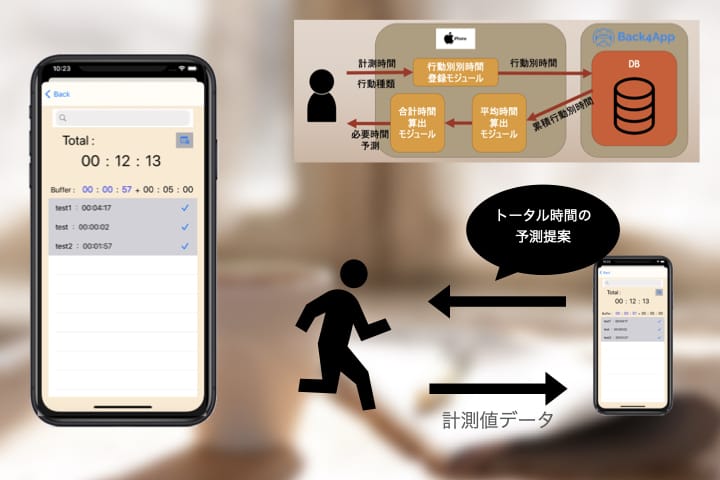 10:23
Back
Total :
00 : 12 : 13
Buffer : 00 : 00 : 57 + 00 : 05 : 00
test1 : 00:04:17
test : 00:00:02
test2 : 00:01:57
iPhone
Back4App
計測時間
行動種類
行動別別時間
登録モジュール
行動別時間
DB
合計時間
算出
モジュール
平均時間
算出
モジュール
累積行動別時間
必要時間
予測
トータル時間の
予測提案
10:23
Back
Total :
00 : 12 : 13
Buffer : 00 : 00 : 57 + 00 : 05 : 00
test1 : 00:04:17
test : 00:00:02
test2 : 00:01:57
計測値データ